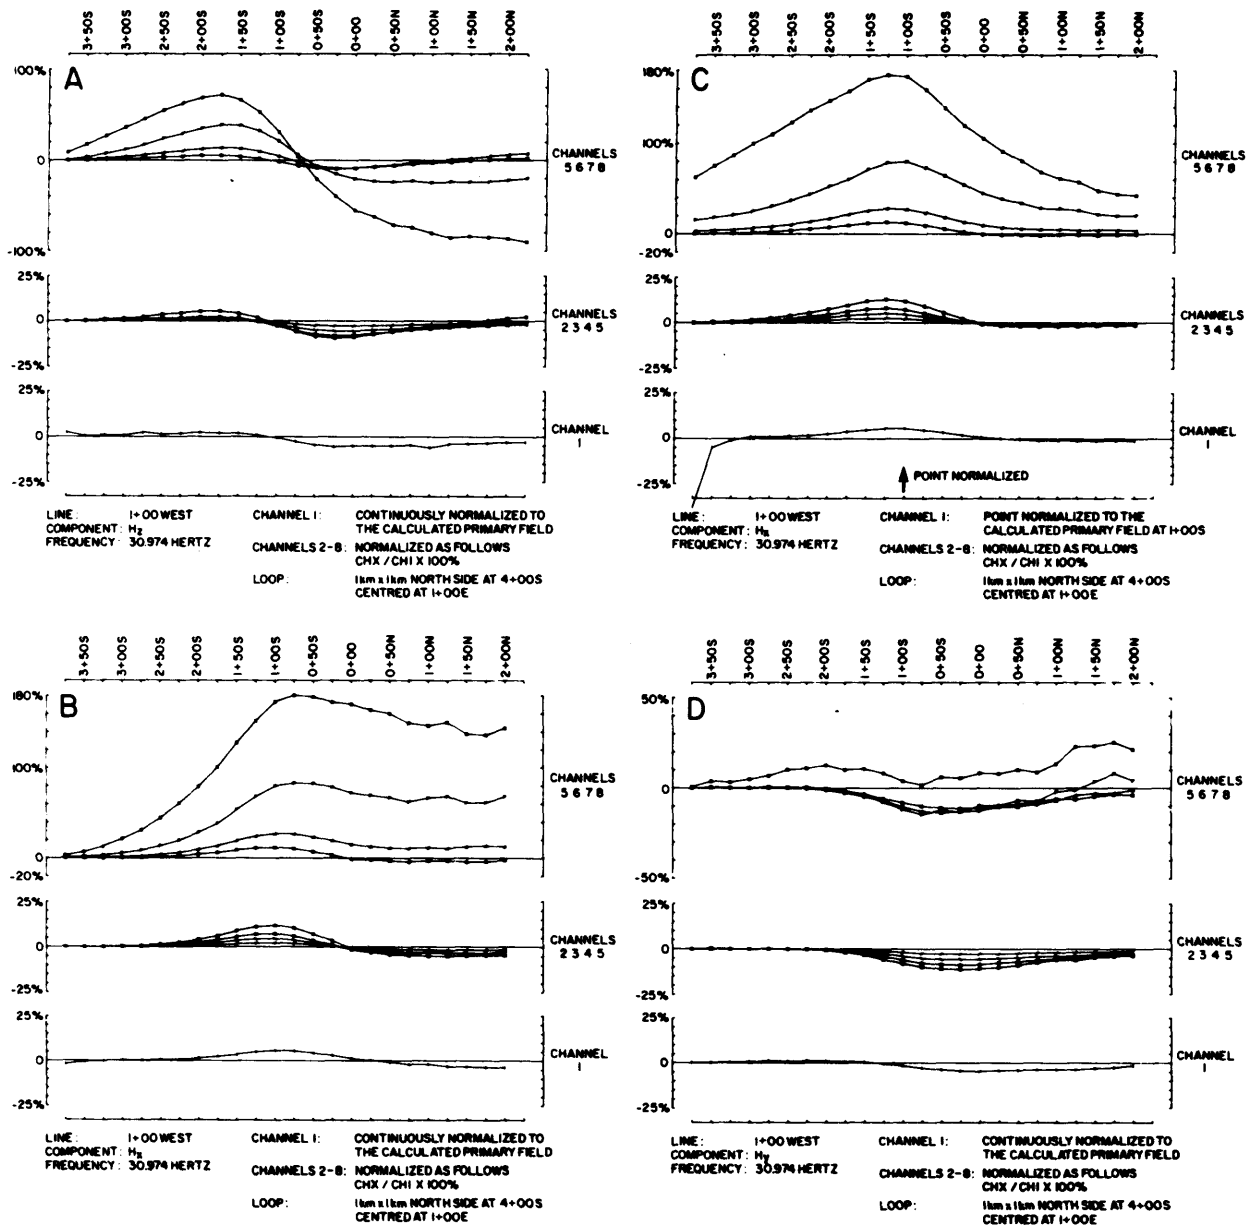 3+50S 3+00S 2+50S 2+00S 1+50S 1+00S 0+50S 0+00 0+50N 1+00N 1+50N 2+00N
A
100%
0
-100%
CHANNELS
5 6 7 8
25%
0
-25%
CHANNELS
2 3 4 5
25%
0
-25%
CHANNEL
1
LINE: 1+00 WEST
COMPONENT: Hz
FREQUENCY: 30.974 HERTZ
CHANNEL 1: CONTINUOUSLY NORMALIZED TO
THE CALCULATED PRIMARY FIELD
CHANNELS 2-8: NORMALIZED AS FOLLOWS
CHX / CH1 X 100%
LOOP: 1km x 1km NORTH SIDE AT 4+00S
CENTRED AT 1+00E
3+50S 3+00S 2+50S 2+00S 1+50S 1+00S 0+50S 0+00 0+50N 1+00N 1+50N 2+00N
C
180%
100%
0
-20%
CHANNELS
5 6 7 8
25%
0
-25%
CHANNELS
2 3 4 5
25%
0
-25%
CHANNEL
1
POINT NORMALIZED
LINE: 1+00 WEST
COMPONENT: Hx
FREQUENCY: 30.974 HERTZ
CHANNEL 1: POINT NORMALIZED TO THE
CALCULATED PRIMARY FIELD AT 1+00S
CHANNELS 2-8: NORMALIZED AS FOLLOWS
CHX / CH1 X 100%
LOOP: 1km x 1km NORTH SIDE AT 4+00S
CENTRED AT 1+00E
3+50S 3+00S 2+50S 2+00S 1+50S 1+00S 0+50S 0+00 0+50N 1+00N 1+50N 2+00N
B
180%
100%
0
-20%
CHANNELS
5 6 7 8
25%
0
-25%
CHANNELS
2 3 4 5
25%
0
-25%
CHANNEL
1
LINE: 1+00 WEST
COMPONENT: Hx
FREQUENCY: 30.974 HERTZ
CHANNEL 1: CONTINUOUSLY NORMALIZED TO
THE CALCULATED PRIMARY FIELD
CHANNELS 2-8: NORMALIZED AS FOLLOWS
CHX / CH1 X 100%
LOOP: 1km x 1km NORTH SIDE AT 4+00S
CENTRED AT 1+00E
3+50S 3+00S 2+50S 2+00S 1+50S 1+00S 0+50S 0+00 0+50N 1+00N 1+50N 2+00N
D
50%
0
-50%
CHANNELS
5 6 7 8
25%
0
-25%
CHANNELS
2 3 4 5
25%
0
-25%
CHANNEL
1
LINE: 1+00 WEST
COMPONENT: Hy
FREQUENCY: 30.974 HERTZ
CHANNEL 1: CONTINUOUSLY NORMALIZED TO
THE CALCULATED PRIMARY FIELD
CHANNELS 2-8: NORMALIZED AS FOLLOWS
CHX / CH1 X 100%
LOOP: 1km x 1km NORTH SIDE AT 4+00S
CENTRED AT 1+00E